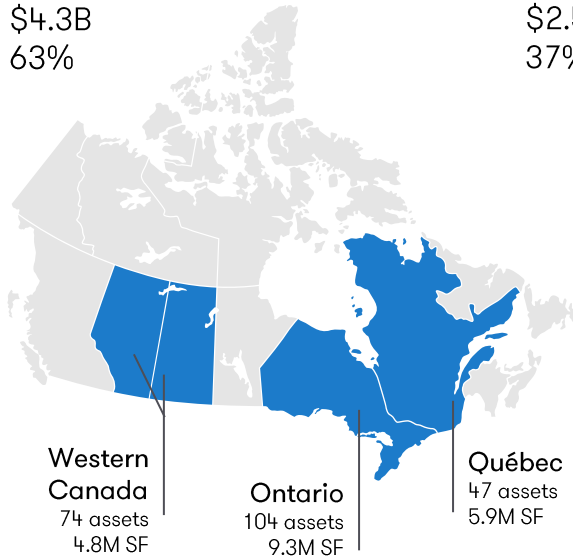 $4.3B
63%
Western
Canada
74 assets
4.8M SF
Ontario
104 assets
9.3M SF
Québec
47 assets
5.9M SF